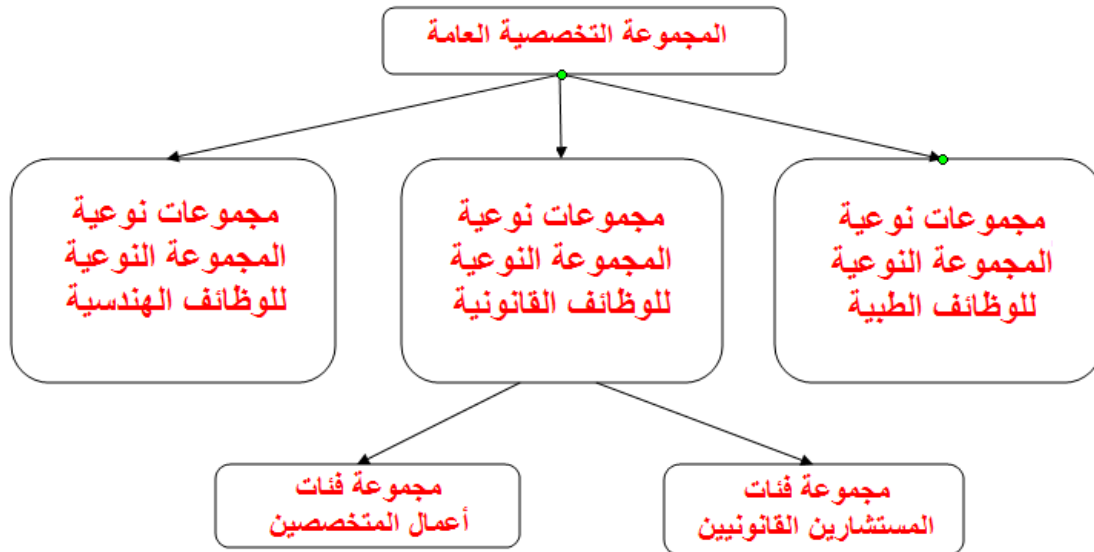 المجموعة التخصصية العامة
مجموعات نوعية
المجموعة النوعية
للوظائف الطبية
مجموعات نوعية
المجموعة النوعية
للوظائف القانونية
مجموعات نوعية
المجموعة النوعية
للوظائف الهندسية
مجموعة فئات
المستشارين القانونيين
مجموعة فئات
أعمال المتخصصين